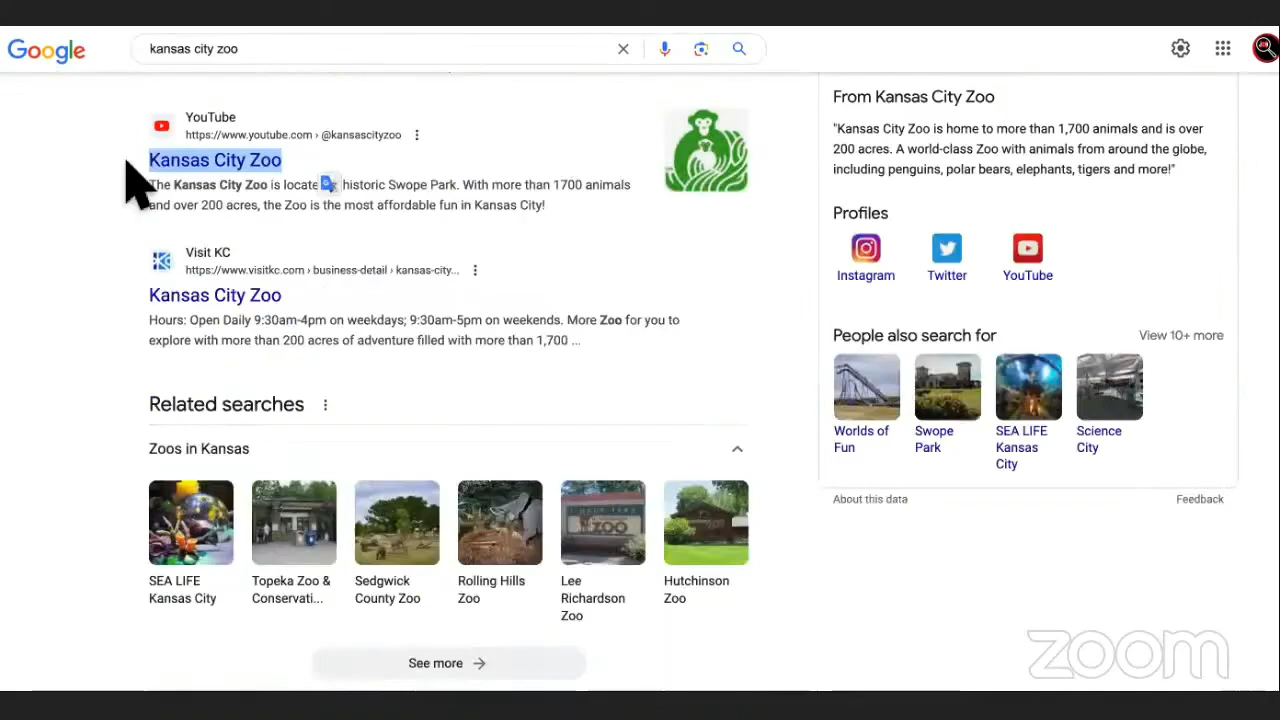 Google
kansas city zoo
YouTube
https://www.youtube.com › @kansascityzoo
Kansas City Zoo
The Kansas City Zoo is locate historic Swope Park. With more than 1700 animals
and over 200 acres, the Zoo is the most affordable fun in Kansas City!
Visit KC
https://www.visitkc.com › business-detail › kansas-city...
Kansas City Zoo
Hours: Open Daily 9:30am-4pm on weekdays; 9:30am-5pm on weekends. More Zoo for you to
explore with more than 200 acres of adventure filled with more than 1,700 ...
Related searches
Zoos in Kansas
SEA LIFE
Kansas City
Topeka Zoo &
Conservati...
Sedgwick
County Zoo
Rolling Hills
Zoo
ZOO
Lee
Richardson
Zoo
Hutchinson
Zoo
See more
From Kansas City Zoo
"Kansas City Zoo is home to more than 1,700 animals and is over
200 acres. A world-class Zoo with animals from around the globe,
including penguins, polar bears, elephants, tigers and more!"
Profiles
Instagram
Twitter
YouTube
People also search for
View 10+ more
Worlds of
Fun
Swope
Park
SEA LIFE
Kansas
City
Science
City
About this data
Feedback
zoom